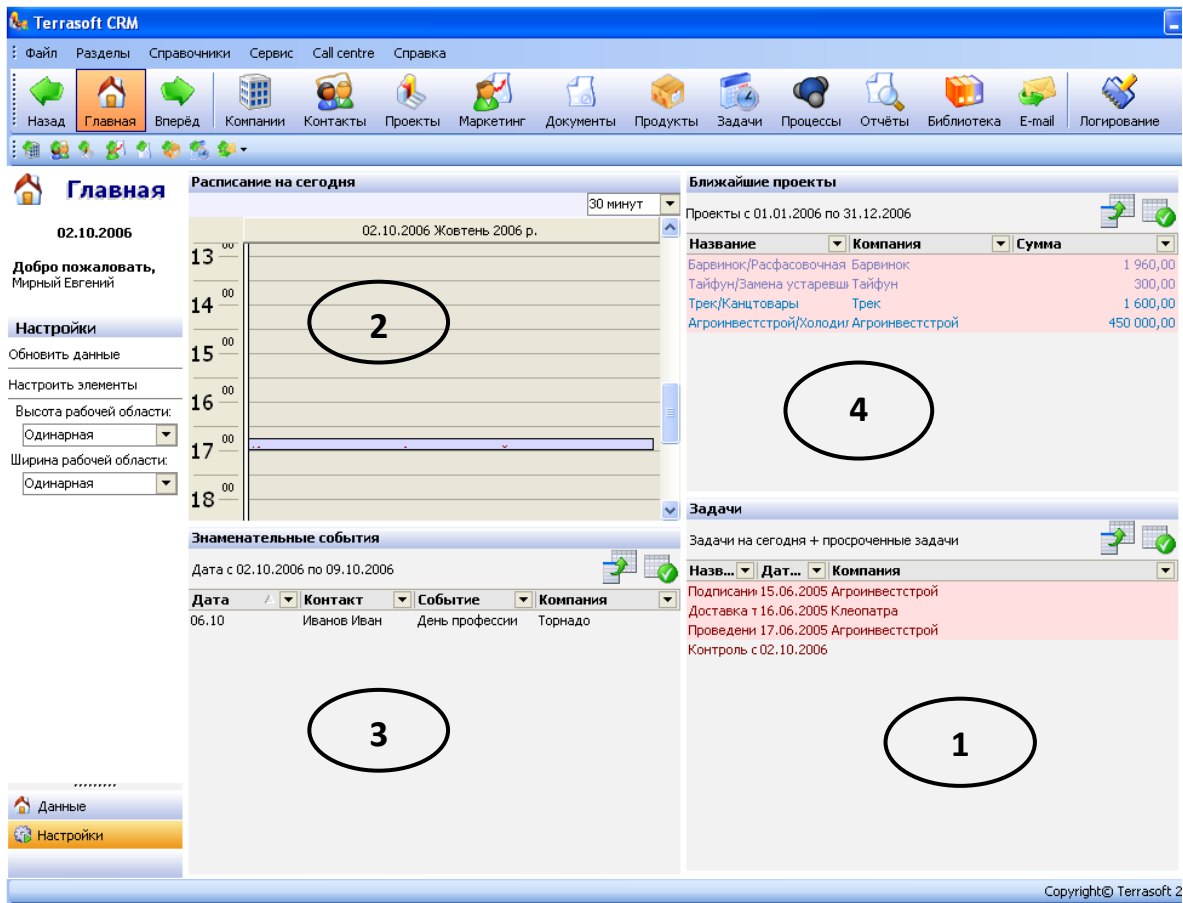 Terrasoft CRM
Файл Разделы Справочники Сервис Call centre Справка
Назад Главная Вперёд Компании Контакты Проекты Маркетинг Документы Продукты Задачи Процессы Отчёты Библиотека E-mail Логирование
Главная
02.10.2006
Добро пожаловать,
Мирный Евгений
Настройки
Обновить данные
Настроить элементы
Высота рабочей области:
Одинарная
Ширина рабочей области:
Одинарная
Данные
Настройки
Расписание на сегодня
30 минут
02.10.2006 Жовтень 2006 р.
13 00
14 00
15 00
16 00
17 00
18 00
2
Знаменательные события
Дата с 02.10.2006 по 09.10.2006
Дата Контакт Событие Компания
06.10 Иванов Иван День профессии Торнадо
3
Ближайшие проекты
Проекты с 01.01.2006 по 31.12.2006
Название Компания Сумма
Барвинок/Расфасовочная Барвинок 1 960,00
Тайфун/Замена устаревши Тайфун 300,00
Трек/Канцтовары Трек 1 600,00
Агроинвестстрой/Холодил Агроинвестстрой 450 000,00
4
Задачи
Задачи на сегодня + просроченные задачи
Назв... Дат... Компания
Подписани 15.06.2005 Агроинвестстрой
Доставка т 16.06.2005 Клеопатра
Проведени 17.06.2005 Агроинвестстрой
Контроль с 02.10.2006
1
Copyright© Terrasoft 2